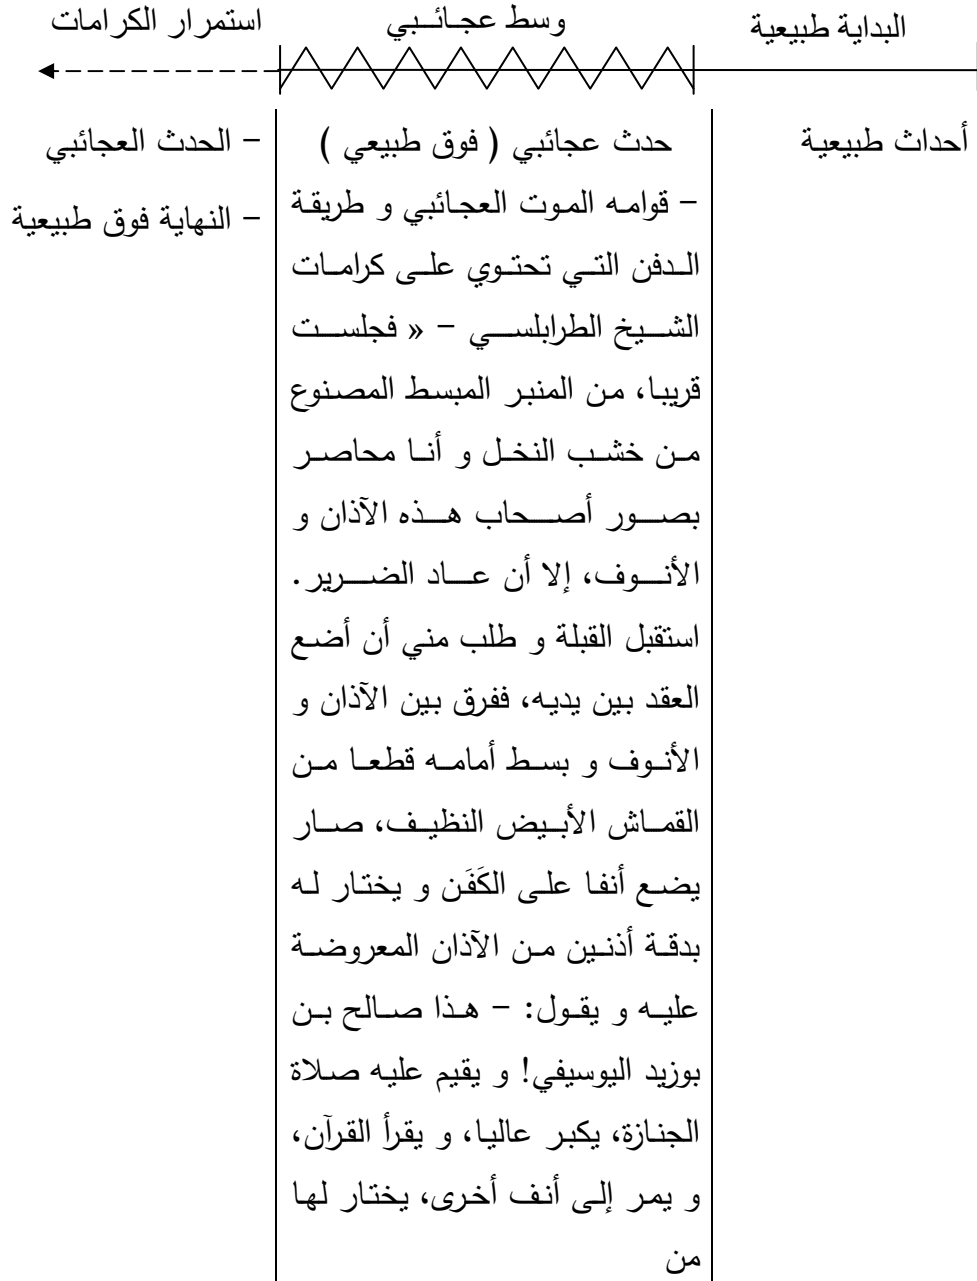 البداية طبيعية
وسط عجائبي
استمرار الكرامات
أحداث طبيعية
حدث عجائبي ( فوق طبيعي )
– قوامه الموت العجائبي و طريقة
الدفن التي تحتوي على كرامات
الشيخ الطرابلسي – « فجلست
قريبا، من المنبر المبسط المصنوع
من خشب النخل و أنا محاصر
بصور أصحاب هذه الآذان و
الأنوف، إلا أن عاد الضرير.
استقبل القبلة و طلب مني أن أضع
العقد بين يديه، ففرق بين الآذان و
الأنوف و بسط أمامه قطعا من
القماش الأبيض النظيف، صار
يضع أنفا على الكَفَن و يختار له
بدقة أذنين من الآذان المعروضة
عليه و يقول: – هذا صالح بن
بوزيد اليوسيفي! و يقيم عليه صلاة
الجنازة، يكبر عاليا، و يقرأ القرآن،
و يمر إلى أنف أخرى، يختار لها
من
– الحدث العجائبي
– النهاية فوق طبيعية